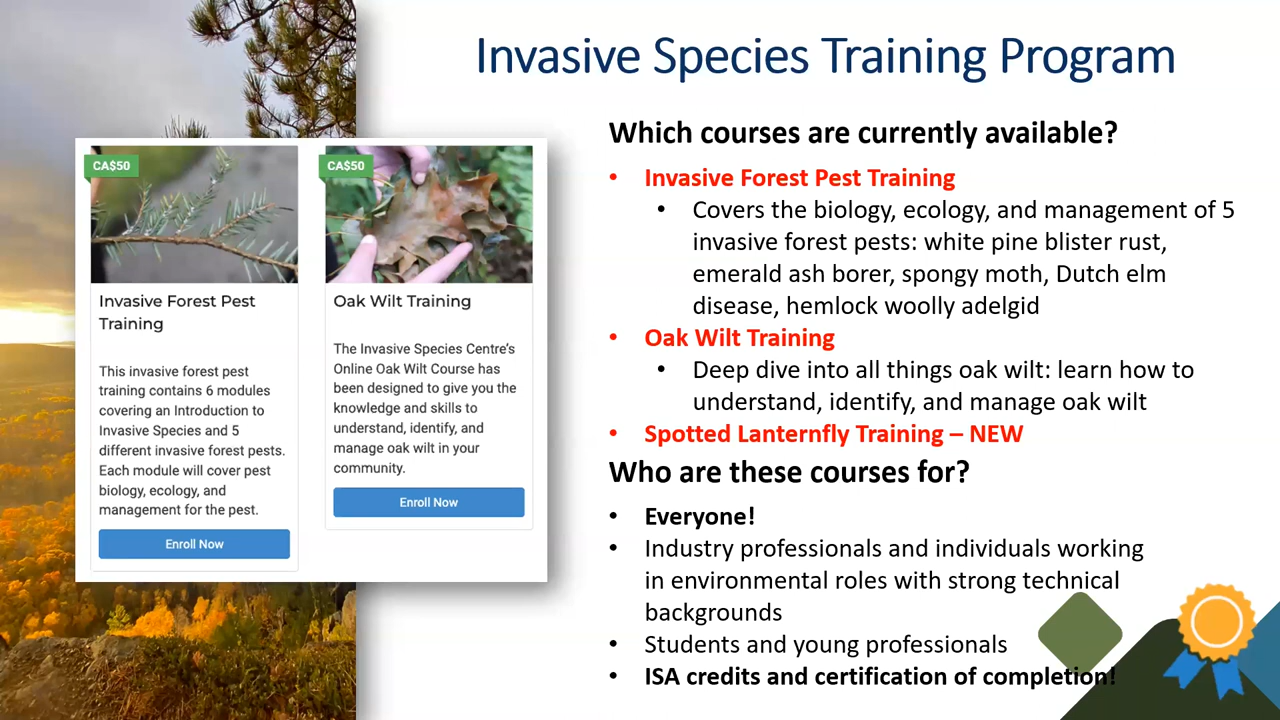 Invasive Species Training Program
CA$50
Invasive Forest Pest
Training
This invasive forest pest
training contains 6 modules
covering an Introduction to
Invasive Species and 5
different invasive forest pests.
Each module will cover pest
biology, ecology, and
management for the pest.
Enroll Now
CA$50
Oak Wilt Training
The Invasive Species Centre's
Online Oak Wilt Course has
been designed to give you the
knowledge and skills to
understand, identify, and
manage oak wilt in your
community.
Enroll Now
Which courses are currently available?
• Invasive Forest Pest Training
• Covers the biology, ecology, and management of 5
invasive forest pests: white pine blister rust,
emerald ash borer, spongy moth, Dutch elm
disease, hemlock woolly adelgid
• Oak Wilt Training
• Deep dive into all things oak wilt: learn how to
understand, identify, and manage oak wilt
• Spotted Lanternfly Training – NEW
Who are these courses for?
• Everyone!
• Industry professionals and individuals working
in environmental roles with strong technical
backgrounds
• Students and young professionals
• ISA credits and certification of completion!